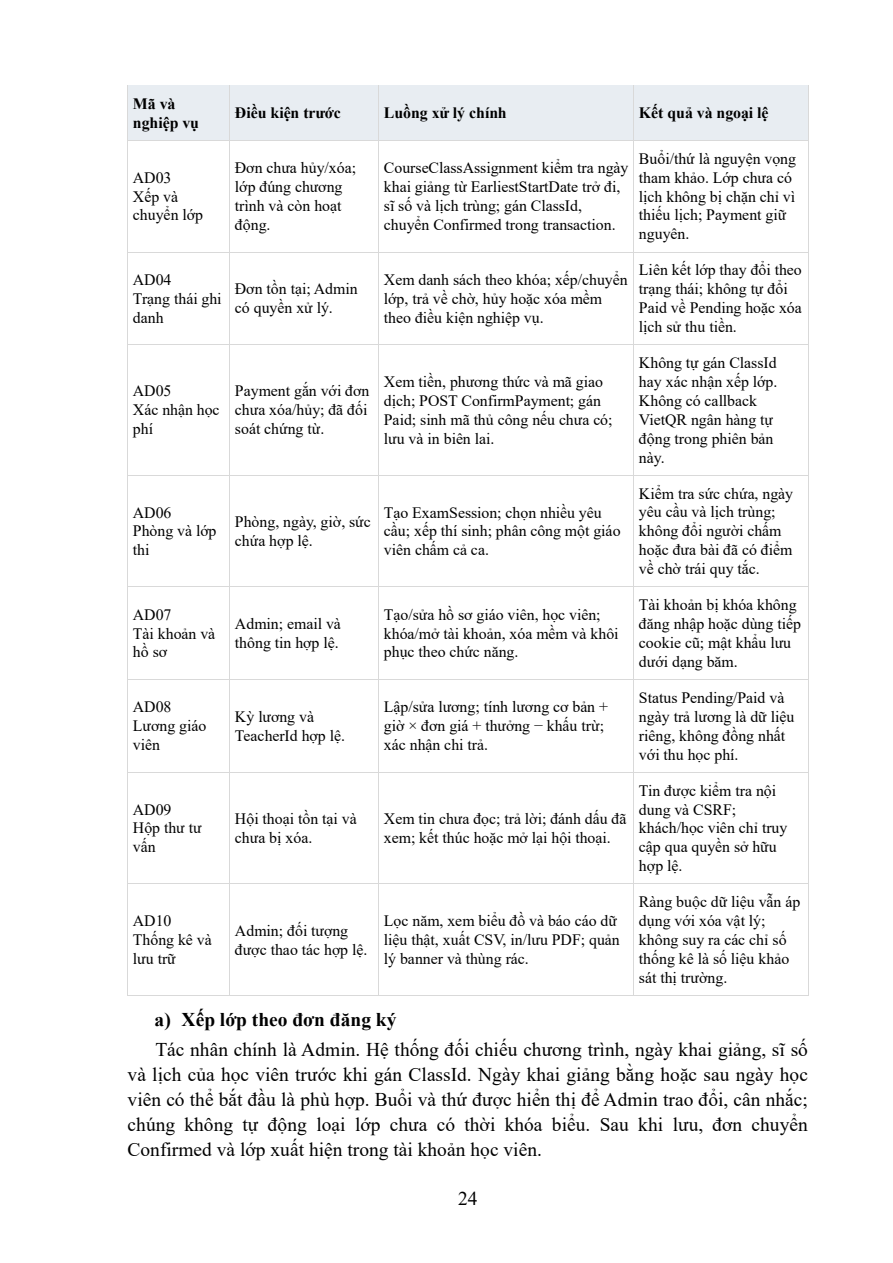 Mã và
nghiệp vụ
Điều kiện trước
Luồng xử lý chính
Kết quả và ngoại lệ
AD03
Xếp và
chuyển lớp
Đơn chưa hủy/xóa;
lớp đúng chương
trình và còn hoạt
động.
CourseClassAssignment kiểm tra ngày
khai giảng từ EarliestStartDate trở đi,
sĩ số và lịch trùng; gán ClassId,
chuyển Confirmed trong transaction.
Buổi/thứ là nguyện vọng
tham khảo. Lớp chưa có
lịch không bị chặn chỉ vì
thiếu lịch; Payment giữ
nguyên.
AD04
Trạng thái ghi
danh
Đơn tồn tại; Admin
có quyền xử lý.
Xem danh sách theo khóa; xếp/chuyển
lớp, trả về chờ, hủy hoặc xóa mềm
theo điều kiện nghiệp vụ.
Liên kết lớp thay đổi theo
trạng thái; không tự đổi
Paid về Pending hoặc xóa
lịch sử thu tiền.
AD05
Xác nhận học
phí
Payment gắn với đơn
chưa xóa/hủy; đã đối
soát chứng từ.
Xem tiền, phương thức và mã giao
dịch; POST ConfirmPayment; gán
Paid; sinh mã thủ công nếu chưa có;
lưu và in biên lai.
Không tự gán ClassId
hay xác nhận xếp lớp.
Không có callback
VietQR ngân hàng tự
động trong phiên bản
này.
AD06
Phòng và lớp
thi
Phòng, ngày, giờ, sức
chứa hợp lệ.
Tạo ExamSession; chọn nhiều yêu
cầu; xếp thí sinh; phân công một giáo
viên chấm cả ca.
Kiểm tra sức chứa, ngày
yêu cầu và lịch trùng;
không đổi người chấm
hoặc đưa bài đã có điểm
về chờ trái quy tắc.
AD07
Tài khoản và
hồ sơ
Admin; email và
thông tin hợp lệ.
Tạo/sửa hồ sơ giáo viên, học viên;
khóa/mở tài khoản, xóa mềm và khôi
phục theo chức năng.
Tài khoản bị khóa không
đăng nhập hoặc dùng tiếp
cookie cũ; mật khẩu lưu
dưới dạng băm.
AD08
Lương giáo
viên
Kỳ lương và
TeacherId hợp lệ.
Lập/sửa lương; tính lương cơ bản +
giờ × đơn giá + thưởng − khấu trừ;
xác nhận chi trả.
Status Pending/Paid và
ngày trả lương là dữ liệu
riêng, không đồng nhất
với thu học phí.
AD09
Hộp thư tư
vấn
Hội thoại tồn tại và
chưa bị xóa.
Xem tin chưa đọc; trả lời; đánh dấu đã
xem; kết thúc hoặc mở lại hội thoại.
Tin được kiểm tra nội
dung và CSRF;
khách/học viên chỉ truy
cập qua quyền sở hữu
hợp lệ.
AD10
Thống kê và
lưu trữ
Admin; đối tượng
được thao tác hợp lệ.
Lọc năm, xem biểu đồ và báo cáo dữ
liệu thật, xuất CSV, in/lưu PDF; quản
lý banner và thùng rác.
Ràng buộc dữ liệu vẫn áp
dụng với xóa vật lý;
không suy ra các chỉ số
thống kê là số liệu khảo
sát thị trường.
a) Xếp lớp theo đơn đăng ký
Tác nhân chính là Admin. Hệ thống đối chiếu chương trình, ngày khai giảng, sĩ số
và lịch của học viên trước khi gán ClassId. Ngày khai giảng bằng hoặc sau ngày học
viên có thể bắt đầu là phù hợp. Buổi và thứ được hiển thị để Admin trao đổi, cân nhắc;
chúng không tự động loại lớp chưa có thời khóa biểu. Sau khi lưu, đơn chuyển
Confirmed và lớp xuất hiện trong tài khoản học viên.
24